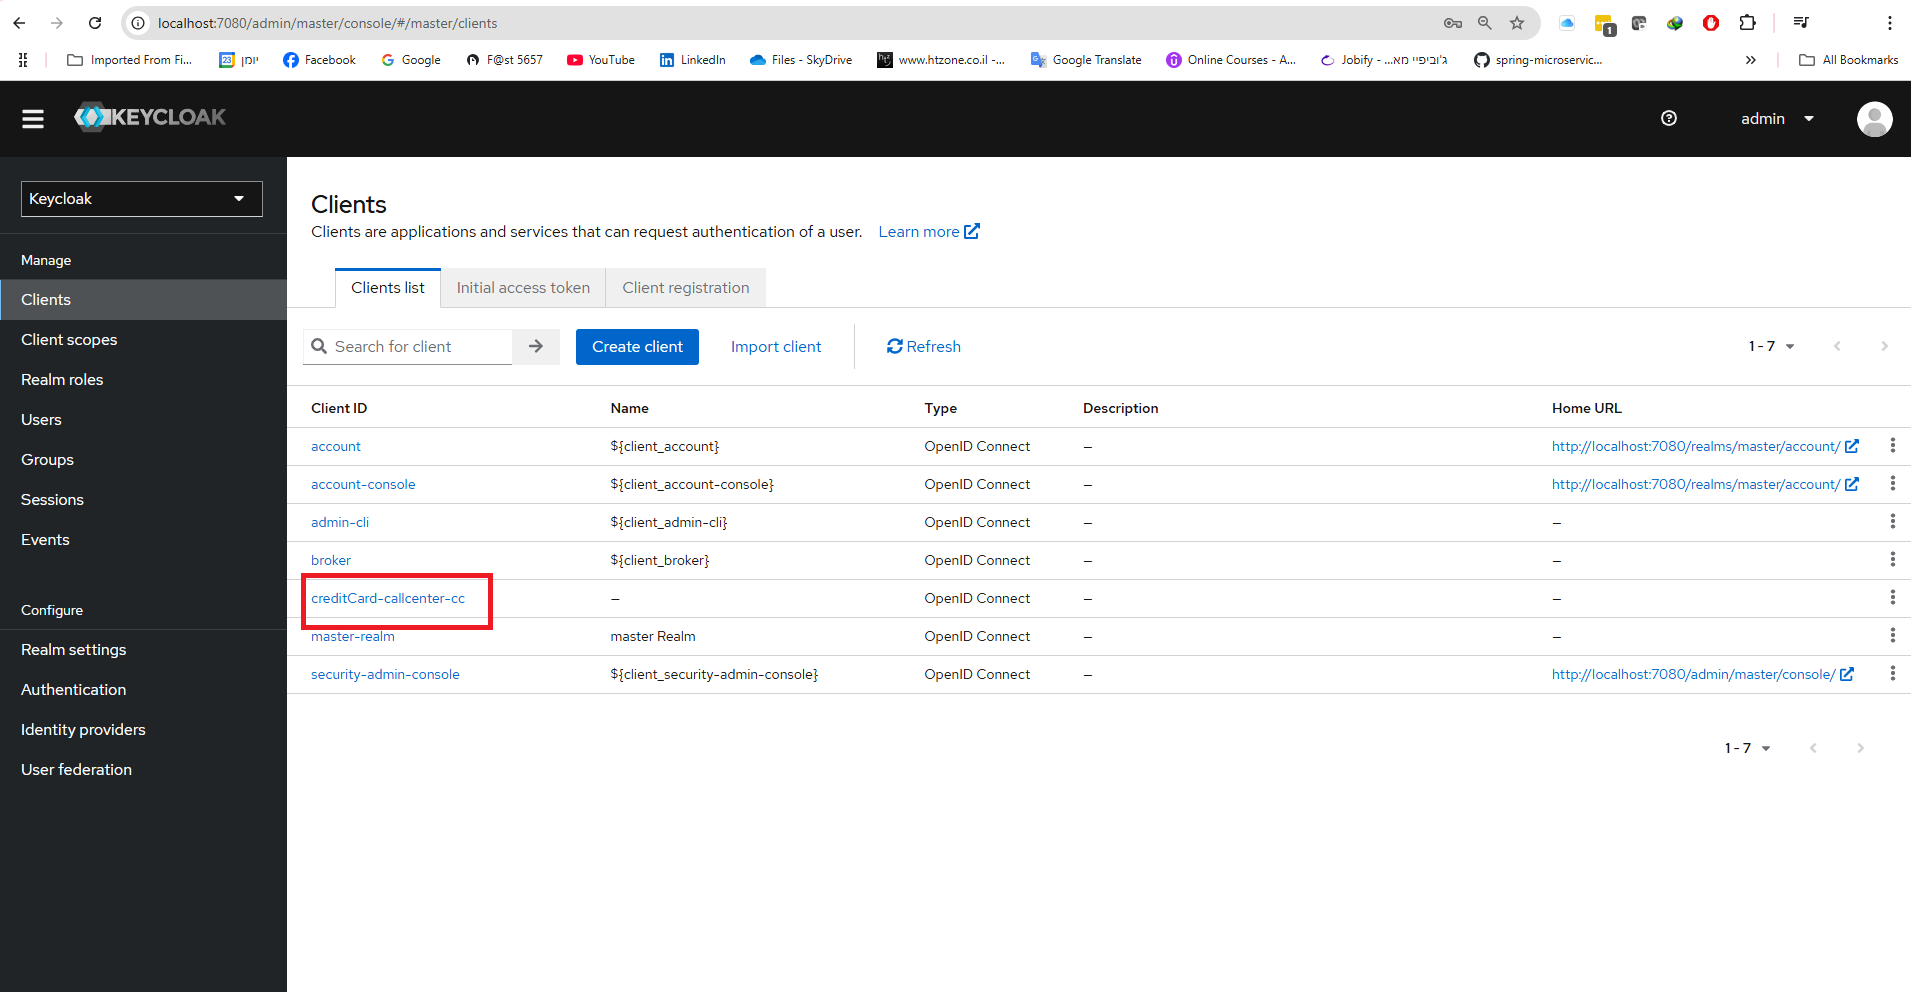 localhost:7080/admin/master/console/#/master/clients
1
Imported From Fi...
23 יומן
Facebook
Google
F@st 5657
YouTube
LinkedIn
Files - SkyDrive
www.htzone.co.il -...
Google Translate
Online Courses - A...
Jobify - ...ג'וביפיי מא
spring-microservic...
All Bookmarks
KEYCLOAK
admin
Keycloak
Manage
Clients
Client scopes
Realm roles
Users
Groups
Sessions
Events
Configure
Realm settings
Authentication
Identity providers
User federation
Clients
Clients are applications and services that can request authentication of a user. Learn more
Clients list Initial access token Client registration
Search for client Create client Import client Refresh 1 - 7
Client ID Name Type Description Home URL
account ${client_account} OpenID Connect – http://localhost:7080/realms/master/account/
account-console ${client_account-console} OpenID Connect – http://localhost:7080/realms/master/account/
admin-cli ${client_admin-cli} OpenID Connect – –
broker ${client_broker} OpenID Connect – –
creditCard-callcenter-cc – OpenID Connect – –
master-realm master Realm OpenID Connect – –
security-admin-console ${client_security-admin-console} OpenID Connect – http://localhost:7080/admin/master/console/
1 - 7